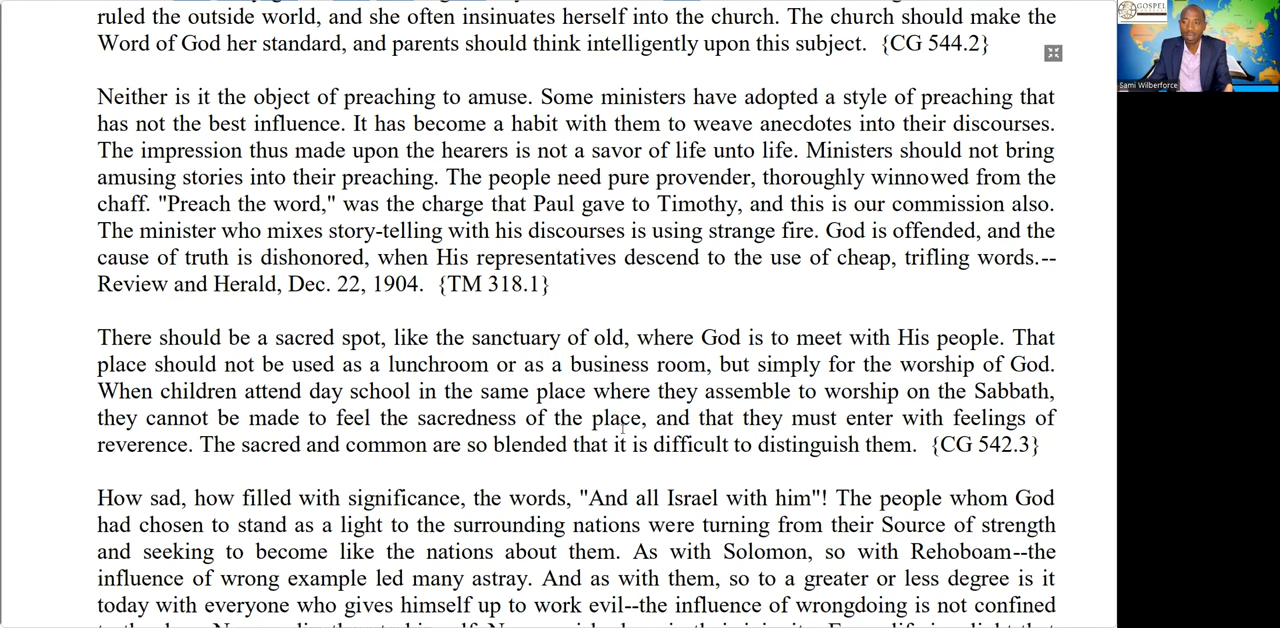 ruled the outside world, and she often insinuates herself into the church. The church should make the
Word of God her standard, and parents should think intelligently upon this subject. {CG 544.2}
Neither is it the object of preaching to amuse. Some ministers have adopted a style of preaching that
has not the best influence. It has become a habit with them to weave anecdotes into their discourses.
The impression thus made upon the hearers is not a savor of life unto life. Ministers should not bring
amusing stories into their preaching. The people need pure provender, thoroughly winnowed from the
chaff. "Preach the word," was the charge that Paul gave to Timothy, and this is our commission also.
The minister who mixes story-telling with his discourses is using strange fire. God is offended, and the
cause of truth is dishonored, when His representatives descend to the use of cheap, trifling words.--
Review and Herald, Dec. 22, 1904. {TM 318.1}
There should be a sacred spot, like the sanctuary of old, where God is to meet with His people. That
place should not be used as a lunchroom or as a business room, but simply for the worship of God.
When children attend day school in the same place where they assemble to worship on the Sabbath,
they cannot be made to feel the sacredness of the place, and that they must enter with feelings of
reverence. The sacred and common are so blended that it is difficult to distinguish them. {CG 542.3}
How sad, how filled with significance, the words, "And all Israel with him"! The people whom God
had chosen to stand as a light to the surrounding nations were turning from their Source of strength
and seeking to become like the nations about them. As with Solomon, so with Rehoboam--the
influence of wrong example led many astray. And as with them, so to a greater or less degree is it
today with everyone who gives himself up to work evil--the influence of wrongdoing is not confined
GOSPEL
Sami Wilberforce